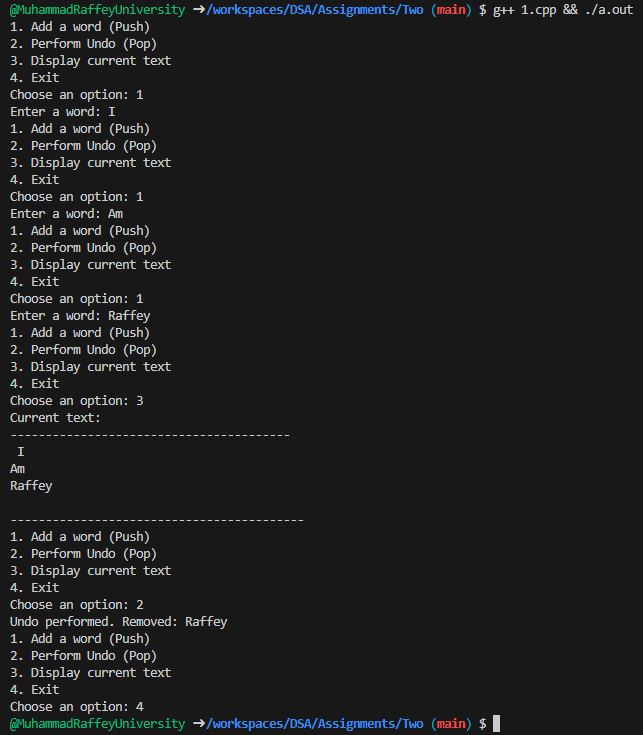 @MuhammadRaffeyUniversity ➜/workspaces/DSA/Assignments/Two (main) $ g++ 1.cpp && ./a.out
1. Add a word (Push)
2. Perform Undo (Pop)
3. Display current text
4. Exit
Choose an option: 1
Enter a word: I
1. Add a word (Push)
2. Perform Undo (Pop)
3. Display current text
4. Exit
Choose an option: 1
Enter a word: Am
1. Add a word (Push)
2. Perform Undo (Pop)
3. Display current text
4. Exit
Choose an option: 1
Enter a word: Raffey
1. Add a word (Push)
2. Perform Undo (Pop)
3. Display current text
4. Exit
Choose an option: 3
Current text:
----------------------------------------
 I
Am
Raffey

------------------------------------------
1. Add a word (Push)
2. Perform Undo (Pop)
3. Display current text
4. Exit
Choose an option: 2
Undo performed. Removed: Raffey
1. Add a word (Push)
2. Perform Undo (Pop)
3. Display current text
4. Exit
Choose an option: 4
@MuhammadRaffeyUniversity ➜/workspaces/DSA/Assignments/Two (main) $